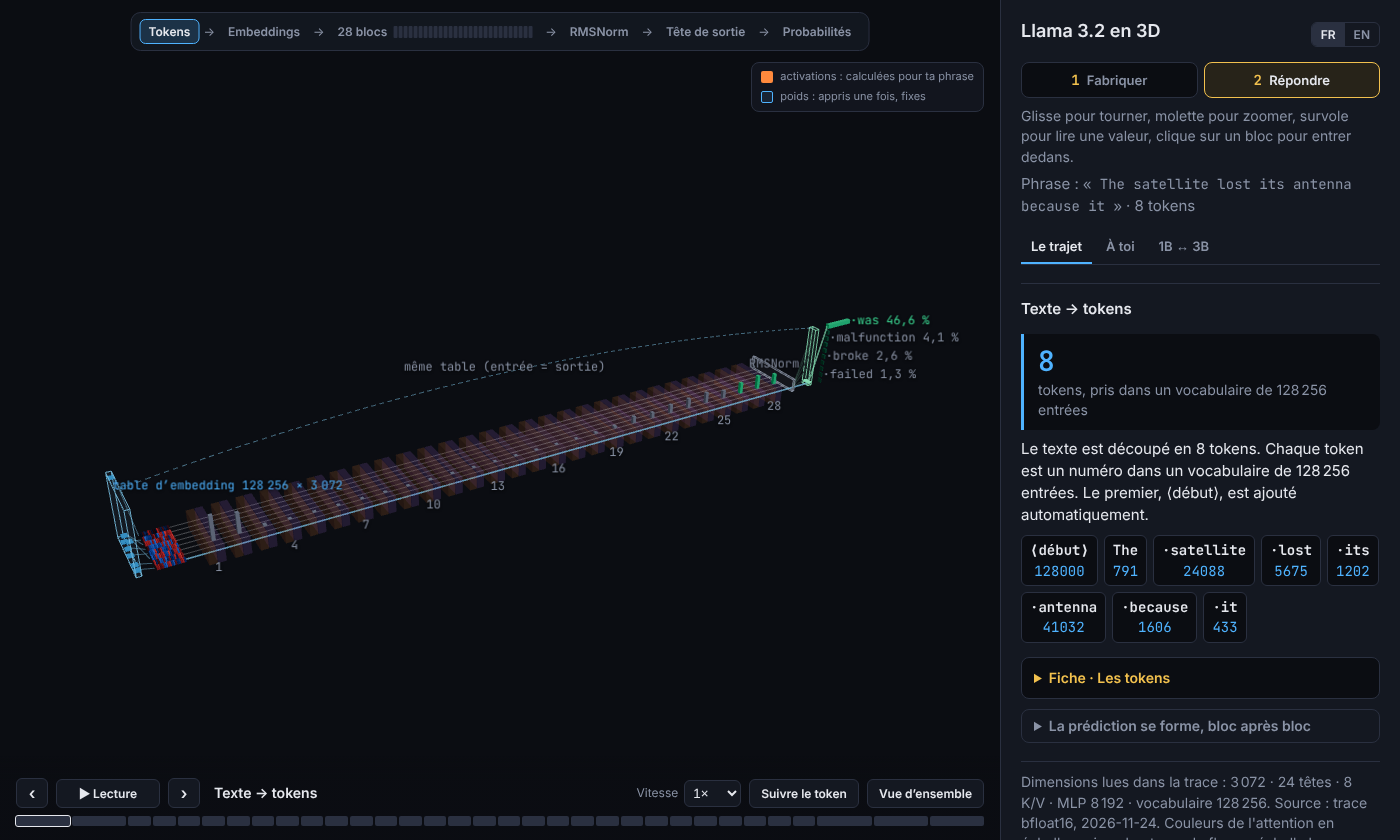 Tokens → Embeddings → 28 blocs → RMSNorm → Tête de sortie → Probabilités
activations : calculées pour ta phrase
poids : appris une fois, fixes
même table (entrée = sortie)
RMSNorm
·was 46,6 %
·malfunction 4,1 %
·broke 2,6 %
·failed 1,3 %
table d’embedding 128 256 × 3 072
1
4
7
10
13
16
19
22
25
28
‹
▶ Lecture
›
Texte → tokens
Vitesse
1×
Suivre le token
Vue d’ensemble
Llama 3.2 en 3D
FR EN
1 Fabriquer
2 Répondre
Glisse pour tourner, molette pour zoomer, survole
pour lire une valeur, clique sur un bloc pour entrer
dedans.
Phrase : « The satellite lost its antenna
because it » · 8 tokens
Le trajet
À toi
1B ↔ 3B
Texte → tokens
8
tokens, pris dans un vocabulaire de 128 256
entrées
Le texte est découpé en 8 tokens. Chaque token
est un numéro dans un vocabulaire de 128 256
entrées. Le premier, ⟨début⟩, est ajouté
automatiquement.
⟨début⟩ The ·satellite ·lost ·its
128000 791 24088 5675 1202
·antenna ·because ·it
41032 1606 433
▶ Fiche · Les tokens
▶ La prédiction se forme, bloc après bloc
Dimensions lues dans la trace : 3 072 · 24 têtes · 8
K/V · MLP 8 192 · vocabulaire 128 256. Source : trace
bfloat16, 2026-11-24. Couleurs de l’attention en